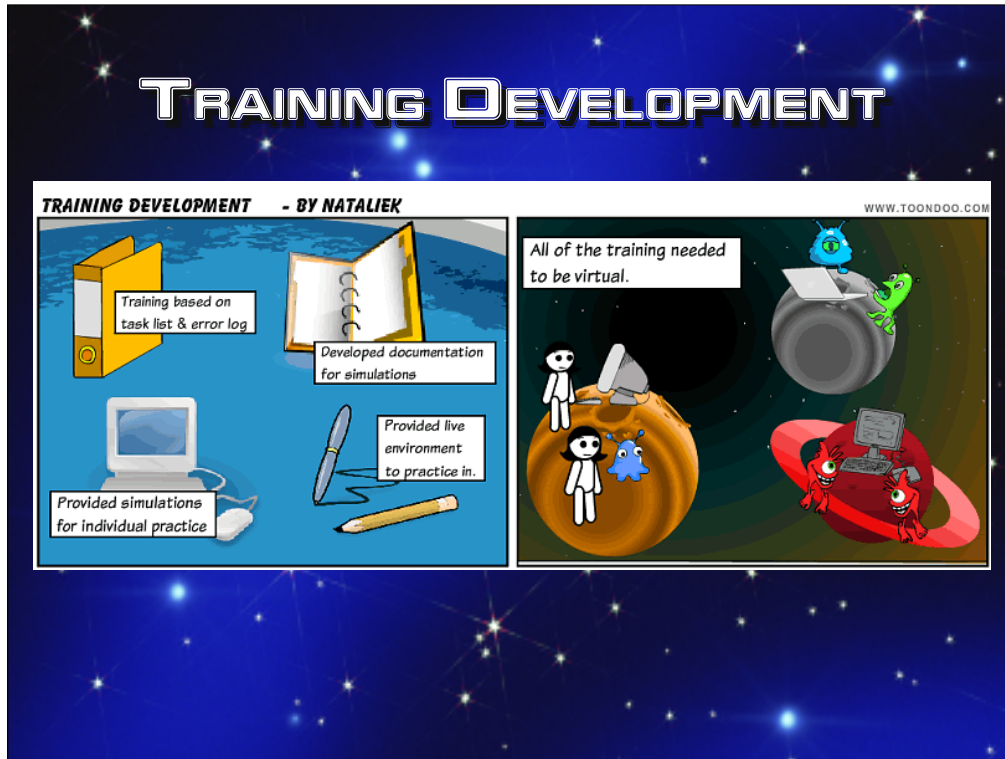 TRAINING DEVELOPMENT
TRAINING DEVELOPMENT - BY NATALIEK
WWW.TOONDOO.COM
Training based on
task list & error log
Developed documentation
for simulations
Provided live
environment
to practice in.
Provided simulations
for individual practice
All of the training needed
to be virtual.